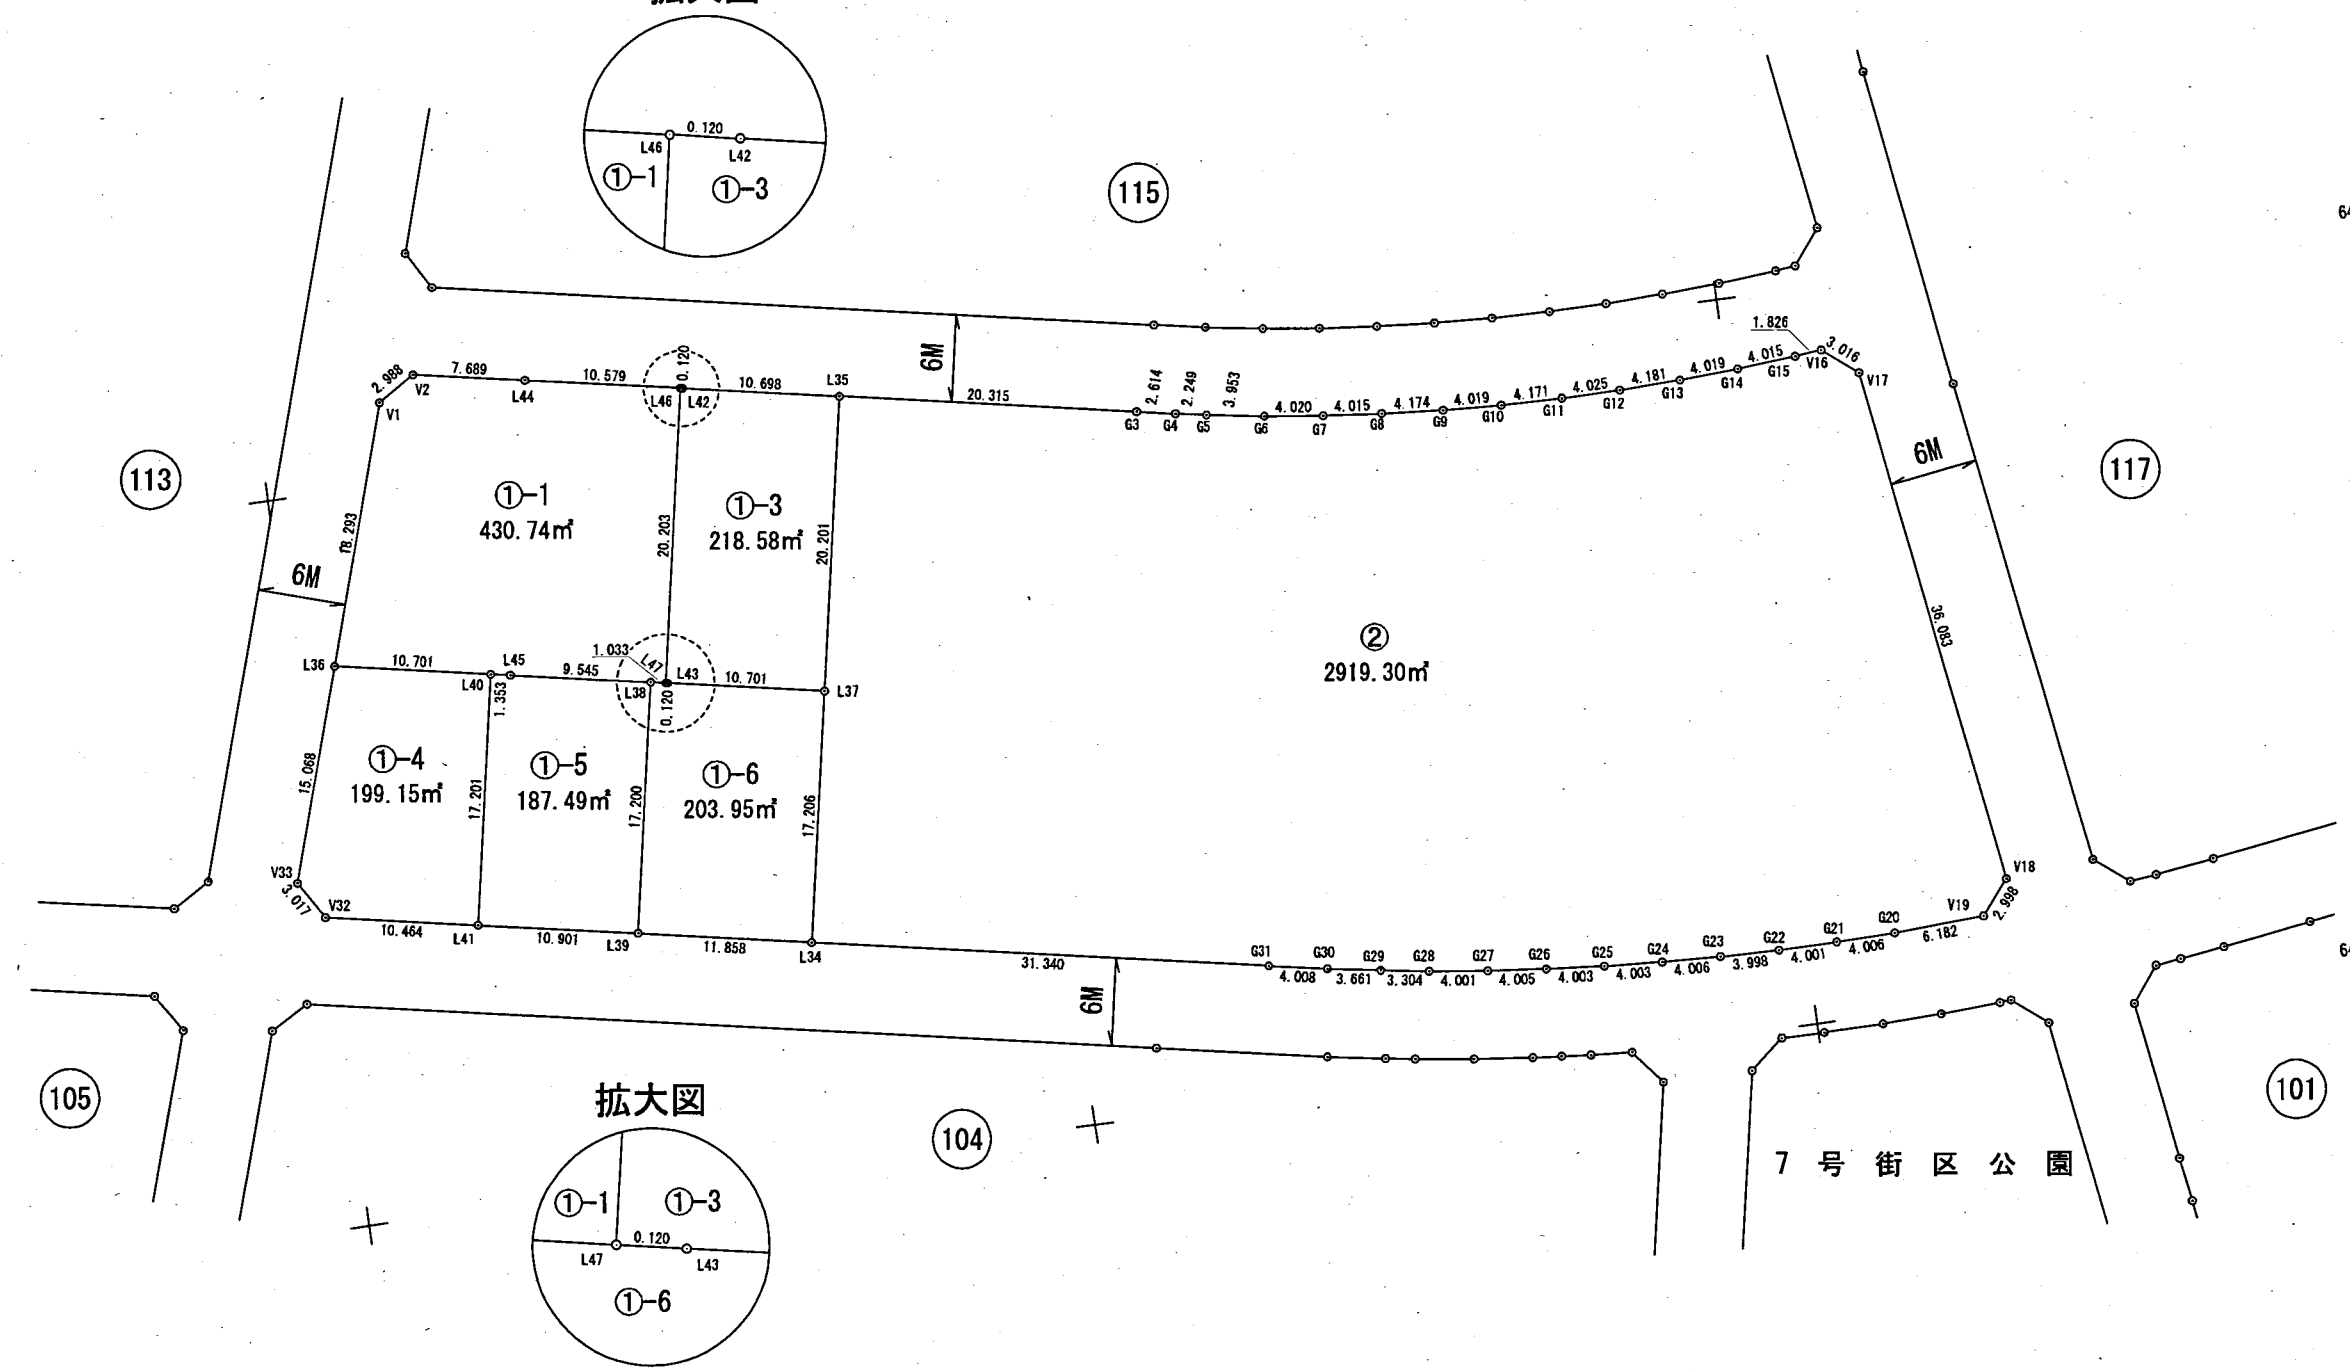 拡大図
0.120
L46
L42
①-1
①-3
115
64
1.826
3.016
V16
V17
2.988
V2
V1
7.689
L44
10.579
0.120
L46
L42
10.698
L35
6M
20.315
2.614
2.249
3.953
4.020
4.015
4.174
4.019
4.171
4.025
4.181
4.019
4.015
G3
G4
G5
G6
G7
G8
G9
G10
G11
G12
G13
G14
G15
113
6M
117
①-1
430.74㎡
①-3
218.58㎡
18.293
20.203
20.201
6M
②
2919.30㎡
36.083
L36
10.701
L45
9.545
1.033
L47
L43
10.701
L37
L40
1.353
L38
0.120
①-4
199.15㎡
①-5
187.49㎡
①-6
203.95㎡
15.068
17.201
17.200
17.206
V33
3.017
V32
10.464
L41
10.901
L39
11.858
L34
31.340
6M
G31
G30
G29
G28
G27
G26
G25
G24
G23
G22
G21
G20
V19
V18
4.008
3.661
3.304
4.001
4.005
4.003
4.003
4.006
3.998
4.001
4.006
6.182
2.998
64
105
拡大図
104
101
7号街区公園
①-1
①-3
0.120
L47
L43
①-6